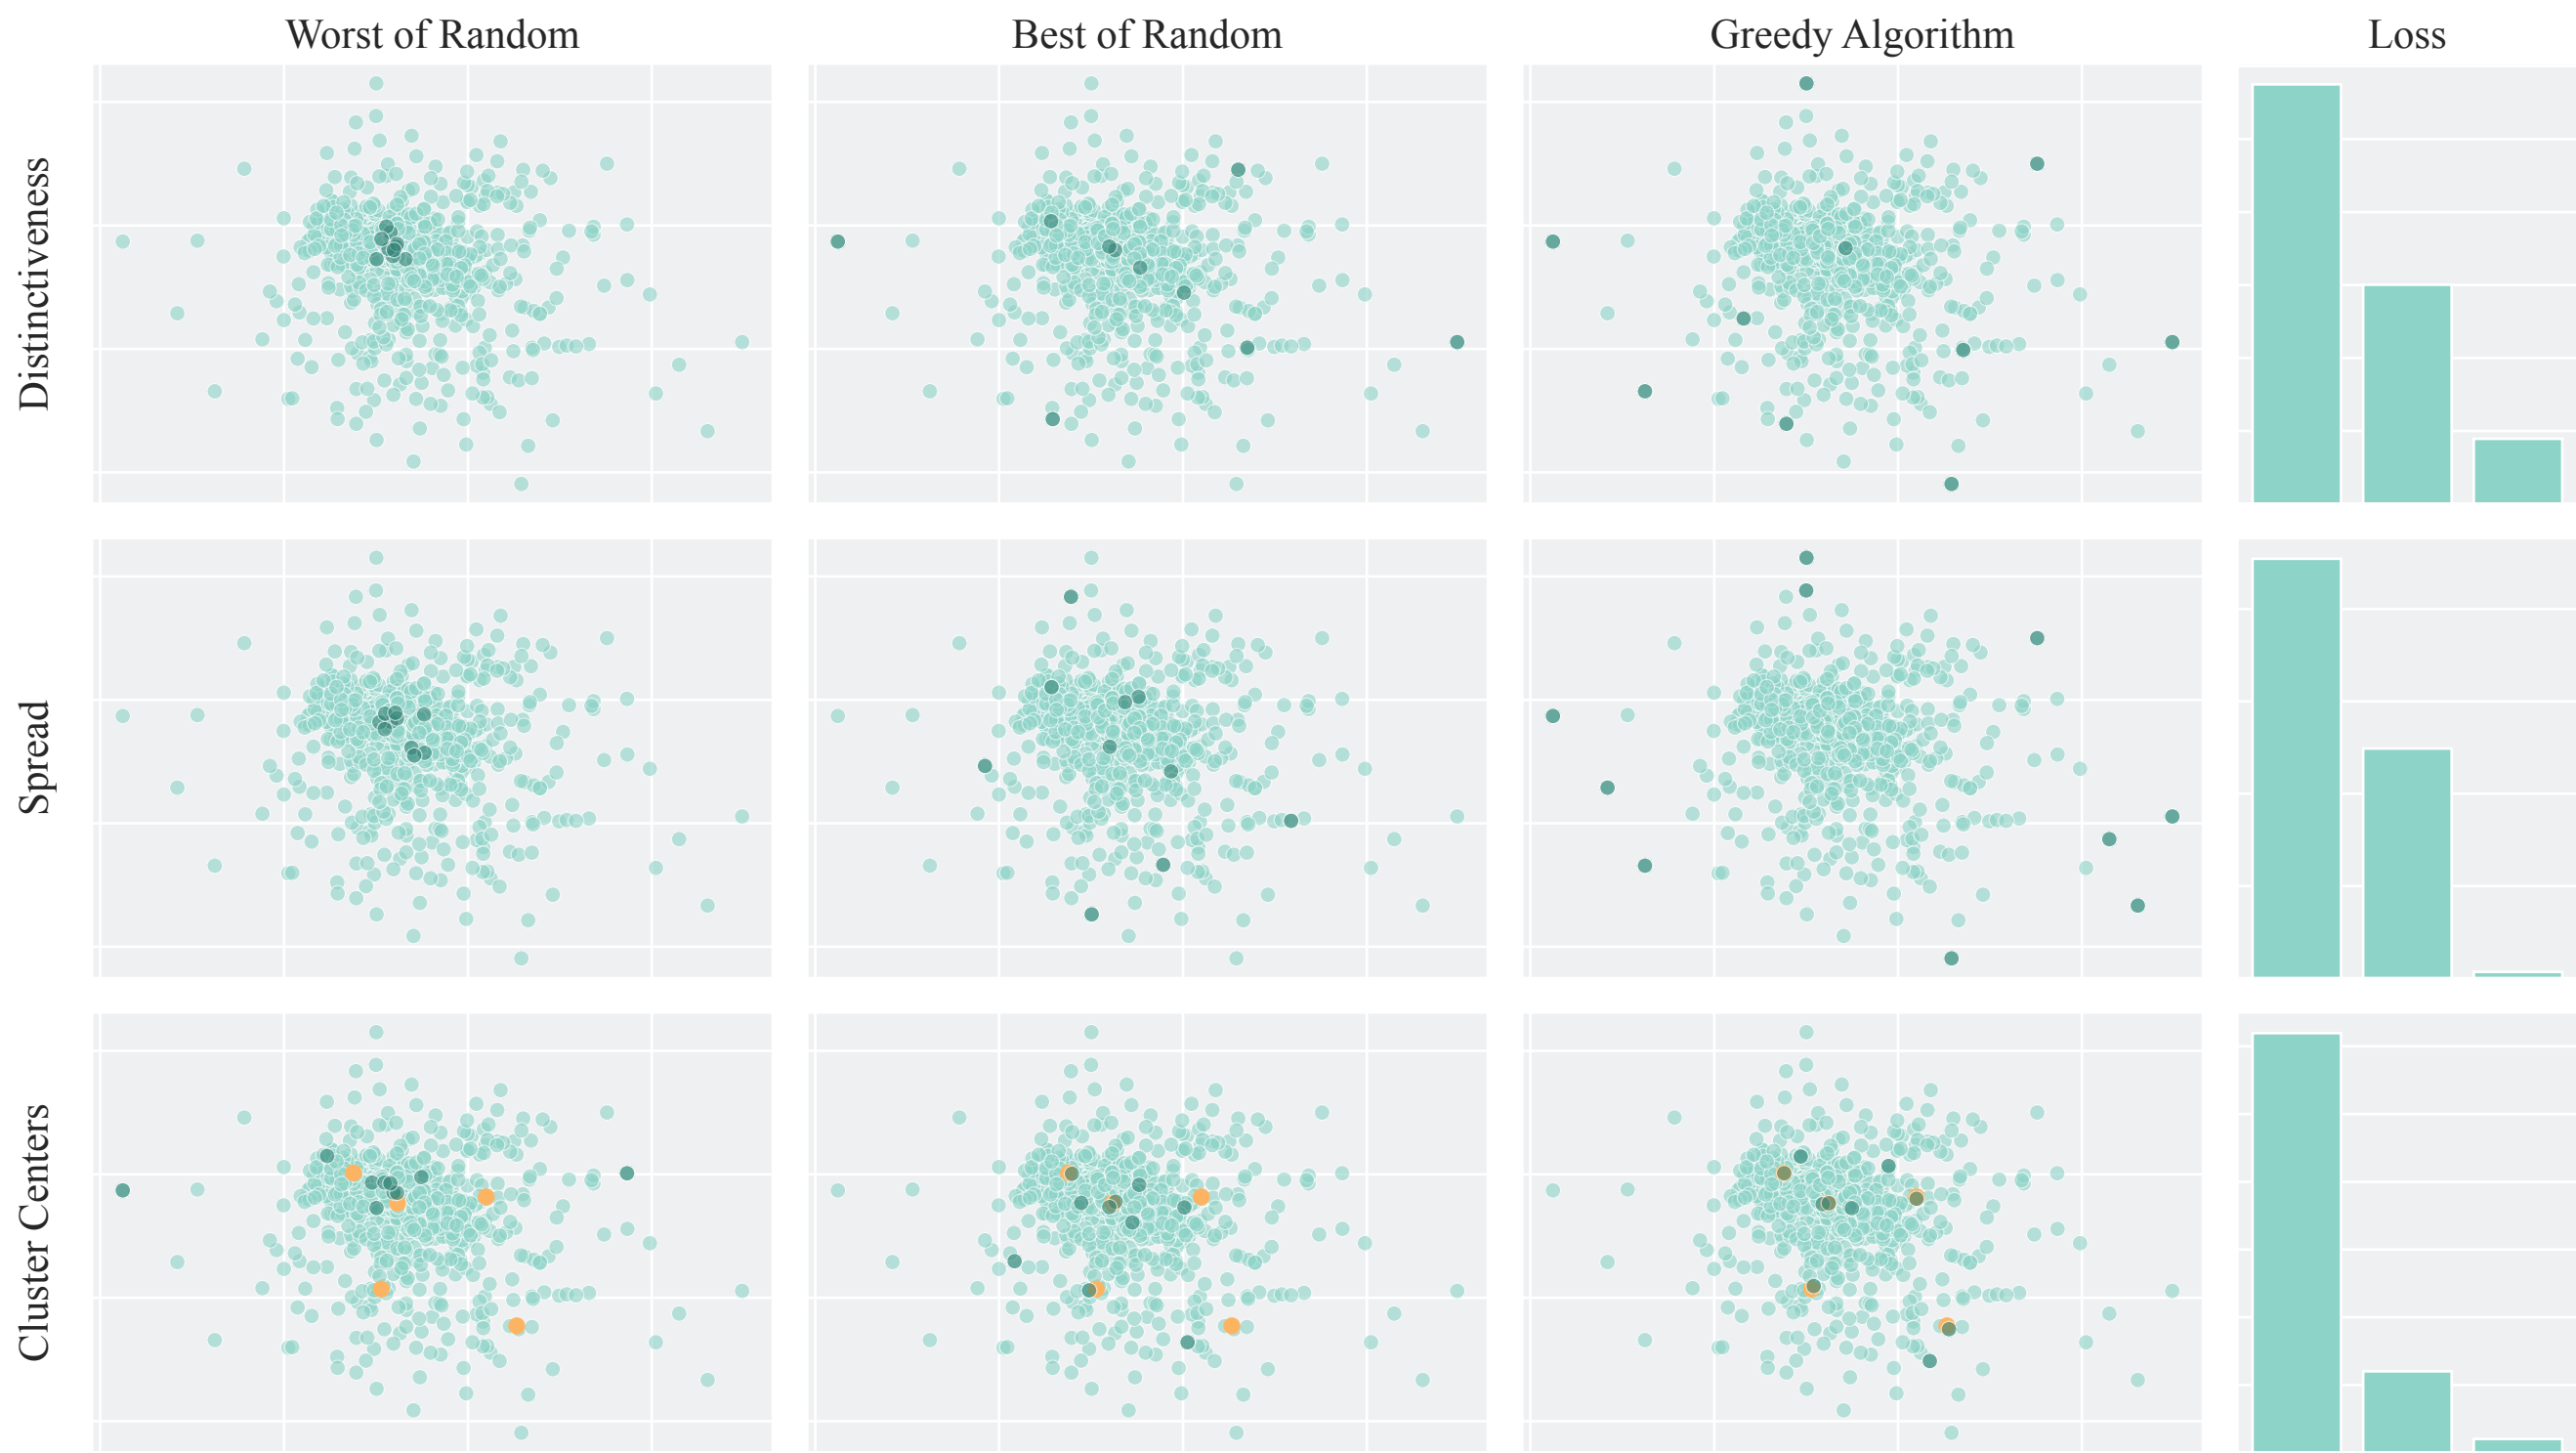 Worst of Random
Best of Random
Greedy Algorithm
Loss
Distinctiveness
Spread
Cluster Centers